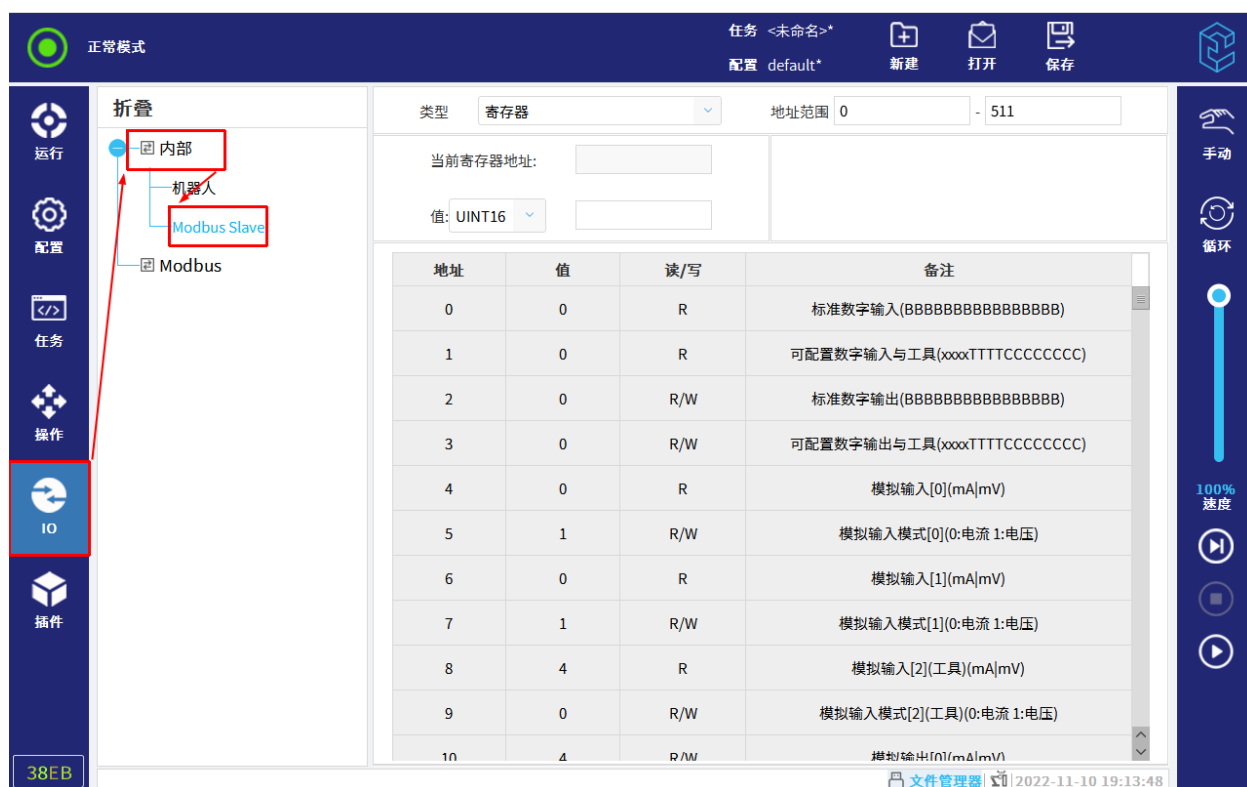 正常模式
任务 <未命名>*
配置 default*
新建
打开
保存
运行
配置
任务
操作
IO
插件
38EB
折叠
内部
机器人
Modbus Slave
Modbus
类型 寄存器 地址范围 0 - 511
当前寄存器地址:
值: UINT16
地址 值 读/写 备注
0 0 R 标准数字输入(BBBBBBBBBBBBBBBB)
1 0 R 可配置数字输入与工具(xxxxTTTTCCCCCCCC)
2 0 R/W 标准数字输出(BBBBBBBBBBBBBBBB)
3 0 R/W 可配置数字输出与工具(xxxxTTTTCCCCCCCC)
4 0 R 模拟输入[0](mA|mV)
5 1 R/W 模拟输入模式[0](0:电流 1:电压)
6 0 R 模拟输入[1](mA|mV)
7 1 R/W 模拟输入模式[1](0:电流 1:电压)
8 4 R 模拟输入[2](工具)(mA|mV)
9 0 R/W 模拟输入模式[2](工具)(0:电流 1:电压)
10 4 R/W 模拟输出[0](mA|mV)
手动
循环
100%
速度
文件管理器 2022-11-10 19:13:48